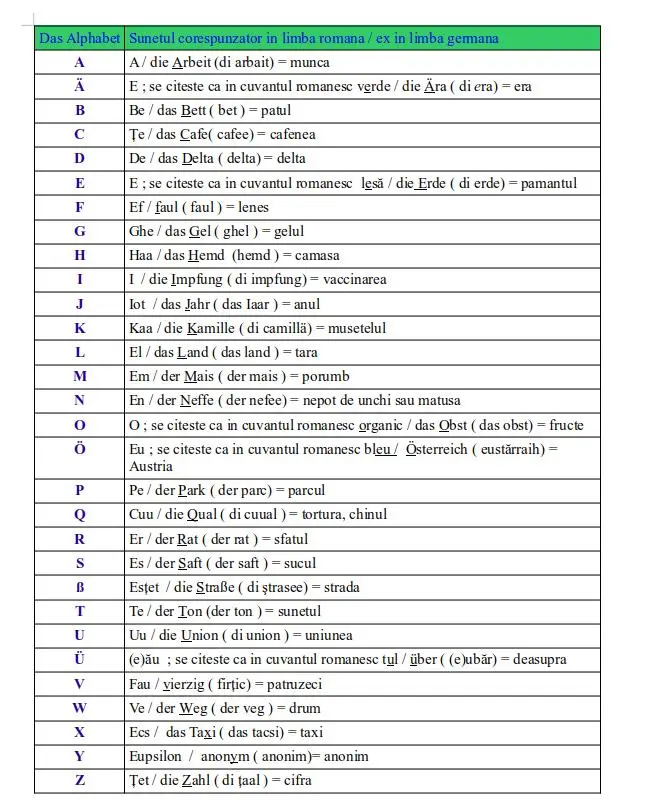 Das Alphabet Sunetul corespunzator in limba romana / ex in limba germana
A A / die Arbeit (di arbait) = munca
Ä E ; se citeste ca in cuvantul romanesc verde / die Ära ( di era) = era
B Be / das Bett ( bet ) = patul
C Țe / das Cafe( cafee) = cafenea
D De / das Delta ( delta) = delta
E E ; se citeste ca in cuvantul romanesc lesă / die Erde ( di erde) = pamantul
F Ef / faul ( faul ) = lenes
G Ghe / das Gel ( ghel ) = gelul
H Haa / das Hemd (hemd ) = camasa
I I / die Impfung ( di impfung) = vaccinarea
J Iot / das Jahr ( das Iaar ) = anul
K Kaa / die Kamille ( di camillä) = musetelul
L El / das Land ( das land ) = tara
M Em / der Mais ( der mais ) = porumb
N En / der Neffe ( der nefee) = nepot de unchi sau matusa
O O ; se citeste ca in cuvantul romanesc organic / das Obst ( das obst) = fructe
Ö Eu ; se citeste ca in cuvantul romanesc bleu / Österreich ( eustărraih) =
Austria
P Pe / der Park ( der parc) = parcul
Q Cuu / die Qual ( di cuual ) = tortura, chinul
R Er / der Rat ( der rat ) = sfatul
S Es / der Saft ( der saft ) = sucul
ß Esțet / die Straße ( di ștrasee) = strada
T Te / der Ton (der ton ) = sunetul
U Uu / die Union ( di union ) = uniunea
Ü (e)ău ; se citeste ca in cuvantul romanesc tul / über ( (e)ubăr) = deasupra
V Fau / vierzig ( firțic) = patruzeci
W Ve / der Weg ( der veg ) = drum
X Ecs / das Taxi ( das tacsi) = taxi
Y Eupsilon / anonym ( anonim)= anonim
Z Țet / die Zahl ( di țaal ) = cifra